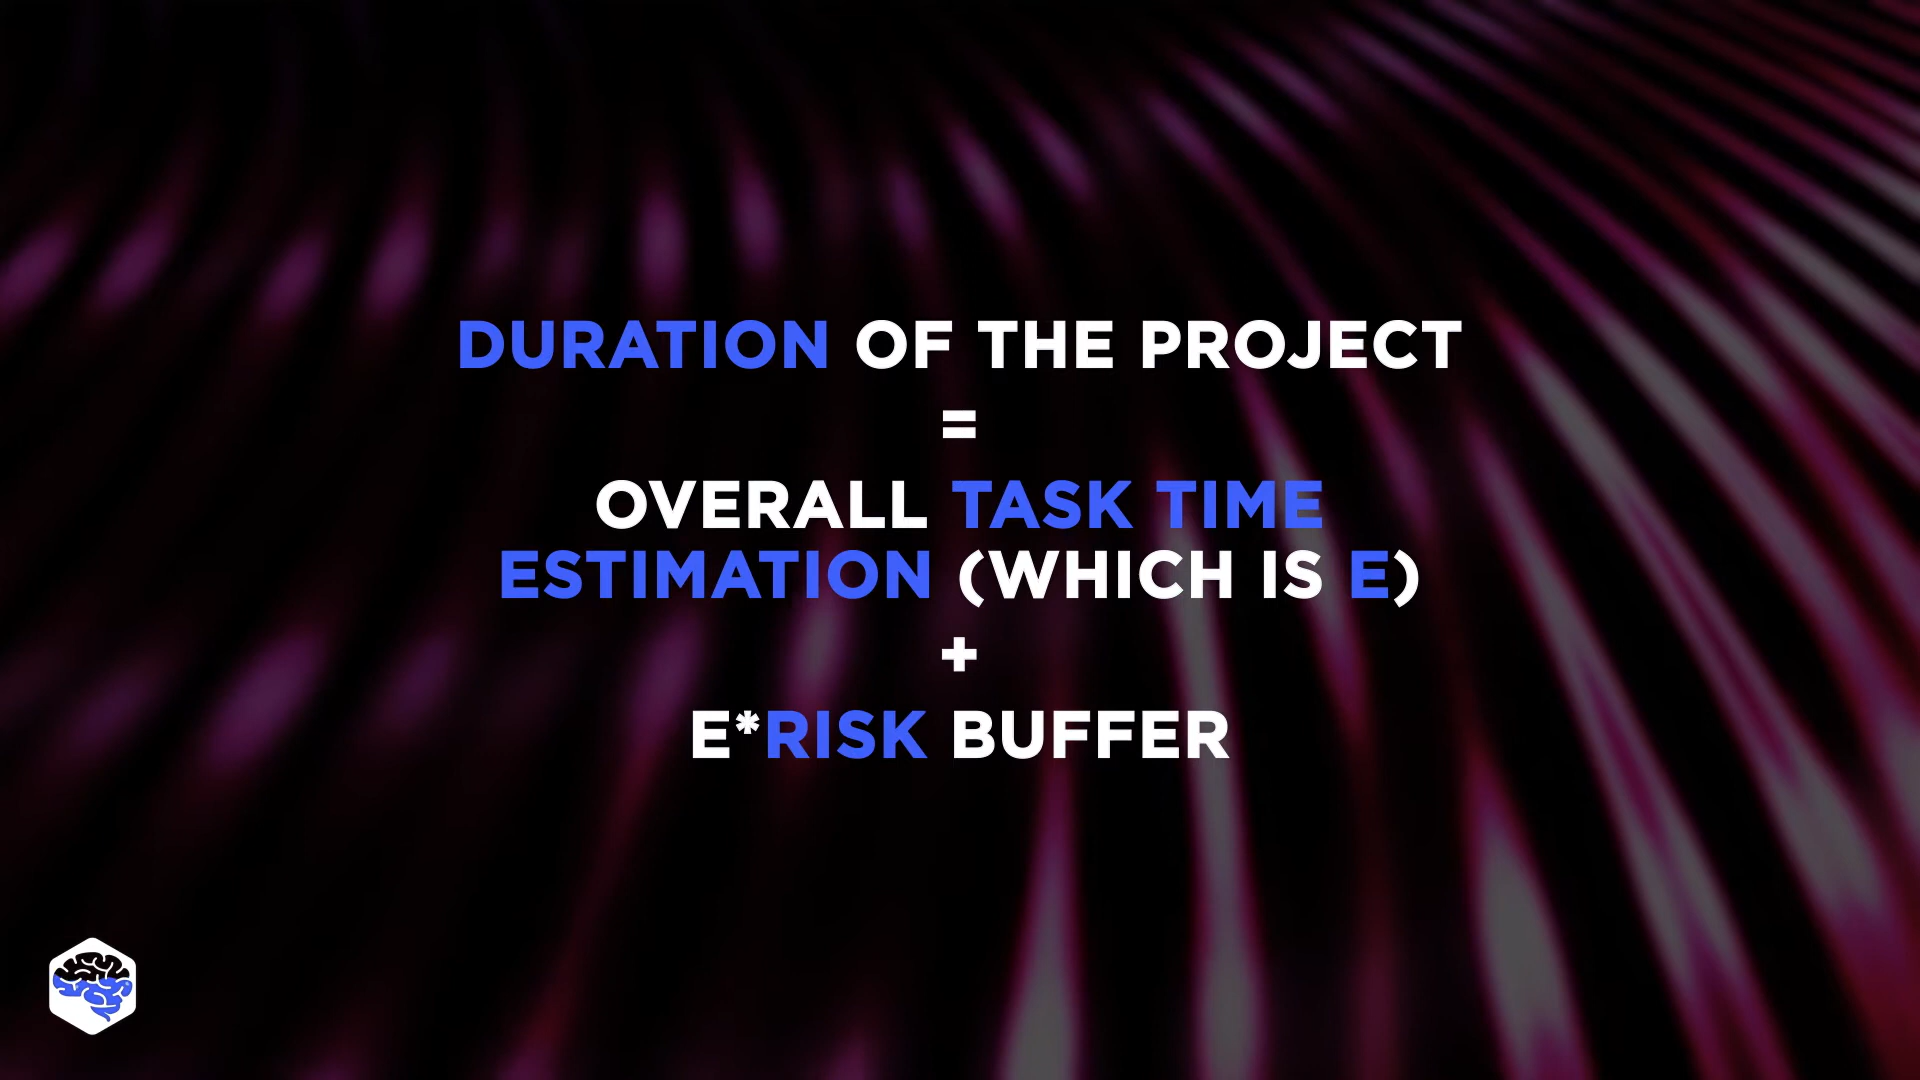 DURATION OF THE PROJECT
=
OVERALL TASK TIME
ESTIMATION (WHICH IS E)
+
E*RISK BUFFER